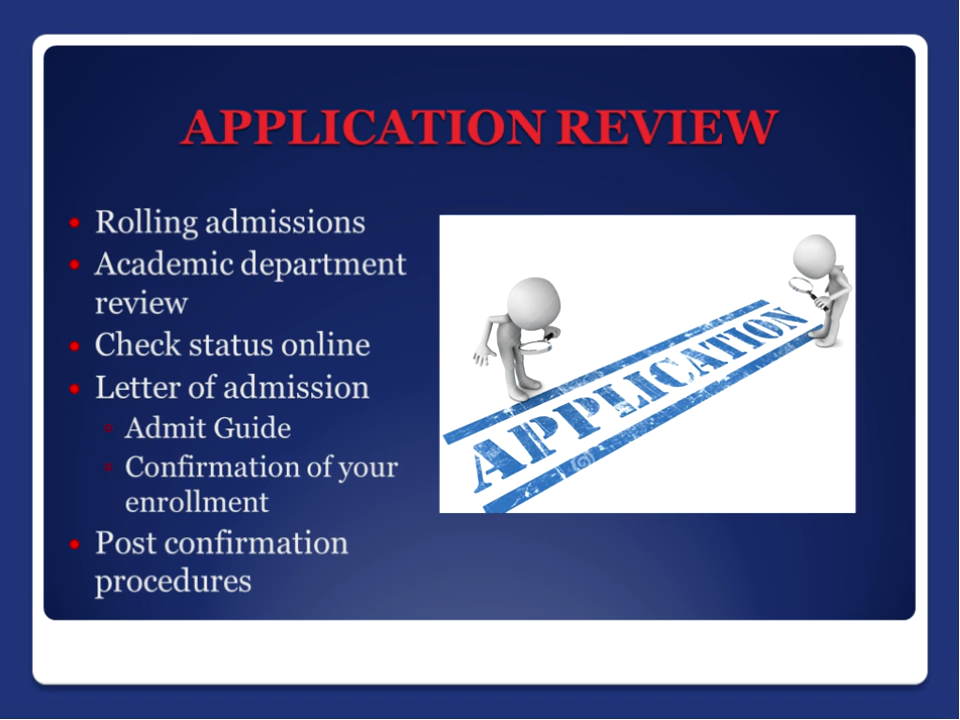 APPLICATION REVIEW
• Rolling admissions
• Academic department
review
• Check status online
• Letter of admission
• Admit Guide
• Confirmation of your
enrollment
• Post confirmation
procedures
APPLICATION